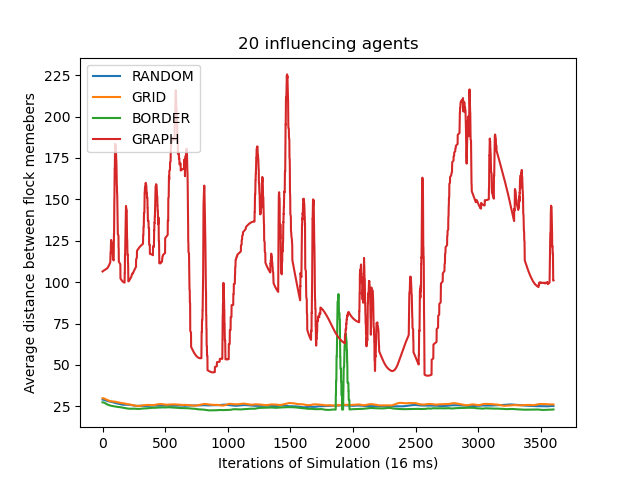 20 influencing agents
RANDOM
GRID
BORDER
GRAPH
Average distance between flock memebers
225
200
175
150
125
100
75
50
25
0 500 1000 1500 2000 2500 3000 3500
Iterations of Simulation (16 ms)